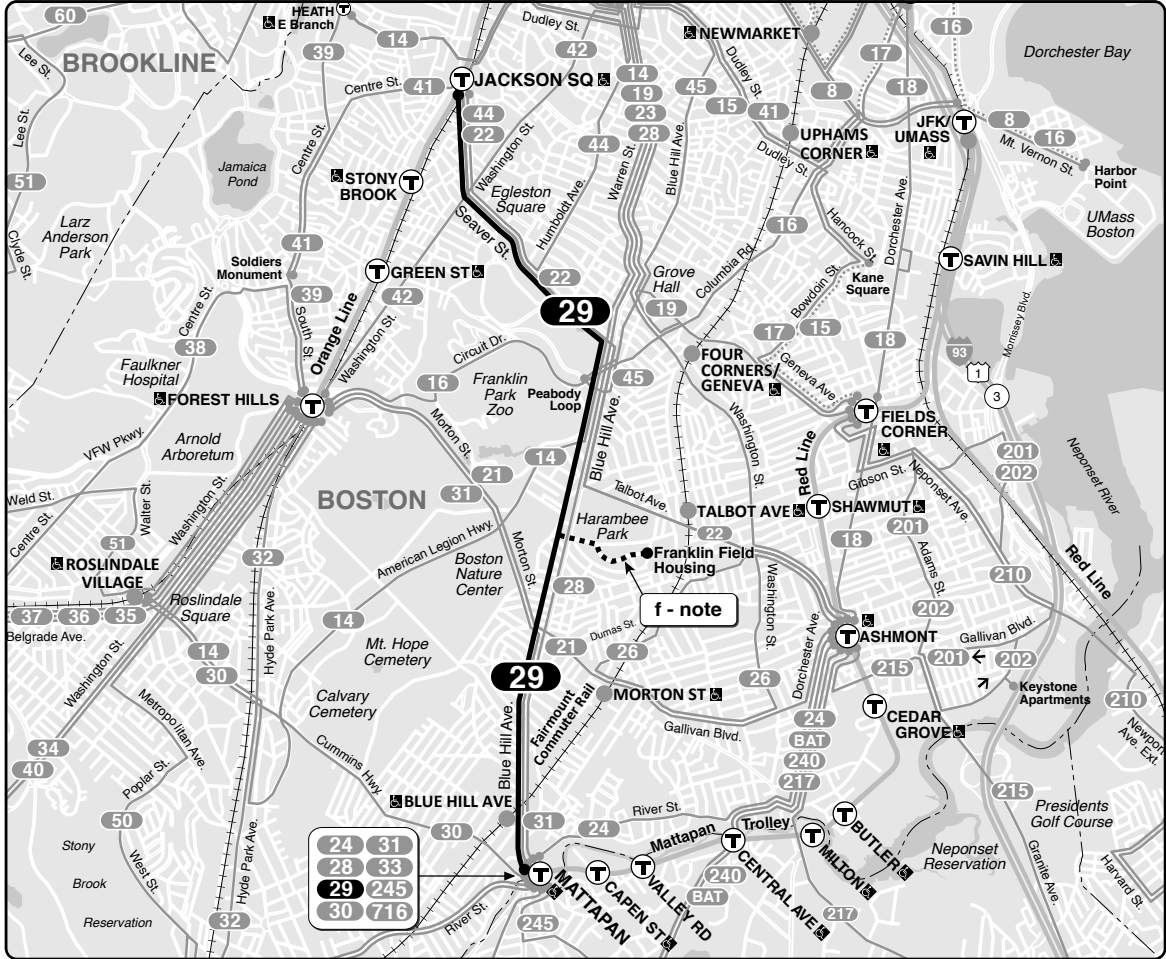 60
HEATH
E Branch
14
Dudley St.
42
NEWMARKET
17
16
Dorchester Bay
Lee St.
BROOKLINE
39
Centre St.
41
JACKSON SQ
14
19
23
28
45
Dudley St.
15
41
8
18
JFK/
UMASS
8
16
Mt. Vernon St.
Harbor
Point
Lee St.
44
22
Washington St.
44
Warren St.
Blue Hill Ave.
UPHAMS
CORNER
Dudley St.
Centre St.
Jamaica
Pond
STONY
BROOK
Egleston
Square
Humboldt Ave.
Dorchester Ave.
51
Larz
Anderson
Park
Clyde St.
Seaver St.
16
Hancock St.
UMass
Boston
41
Soldiers
Monument
GREEN ST
22
Grove
Hall
Columbia Rd.
Kane
Square
SAVIN HILL
39
42
29
19
Bowdoin St.
Morrissey Blvd.
Centre St.
South St.
Orange Line
Washington St.
17
15
18
93
1
3
38
Circuit Dr.
FOUR
CORNERS/
GENEVA
Geneva Ave.
Faulkner
Hospital
16
Franklin
Park
Zoo
Peabody
Loop
45
FOREST HILLS
FIELDS
CORNER
Washington St.
VFW Pkwy.
Arnold
Arboretum
Morton St.
Blue Hill Ave.
Red Line
201
202
Neponset River
14
Gibson St.
Neponset Ave.
21
31
BOSTON
Weld St.
Centre St.
Walter St.
Washington St.
Talbot Ave.
TALBOT AVE
SHAWMUT
Harambee
Park
22
201
18
51
American Legion Hwy.
Morton St.
Franklin Field
Housing
Adams St.
Red Line
ROSLINDALE
VILLAGE
32
Boston
Nature
Center
28
Washington St.
210
Roslindale
Square
f - note
202
37
36
35
Belgrade Ave.
Hyde Park Ave.
14
Dumas St.
ASHMONT
Gallivan Blvd.
Mt. Hope
Cemetery
21
26
Dorchester Ave.
201
202
14
30
29
215
26
Keystone
Apartments
210
Washington St.
Metropolitan Ave.
Calvary
Cemetery
MORTON ST
CEDAR
GROVE
Newport
Ave. Ext.
Blue Hill Ave.
Fairmount
Commuter Rail
Gallivan Blvd.
24
BAT
240
217
34
40
Cummins Hwy.
Poplar St.
BLUE HILL AVE
River St.
215
Presidents
Golf Course
50
30
31
24
Mattapan
Trolley
BUTLER
Stony
Brook
Reservation
West St.
Hyde Park Ave.
24 31
28 33
29 245
30 716
MILTON
Neponset
Reservation
Granite Ave.
Harvard St.
CENTRAL AVE
VALLEY RD
CAPEN ST
MATTAPAN
240
BAT
217
32
River St.
245